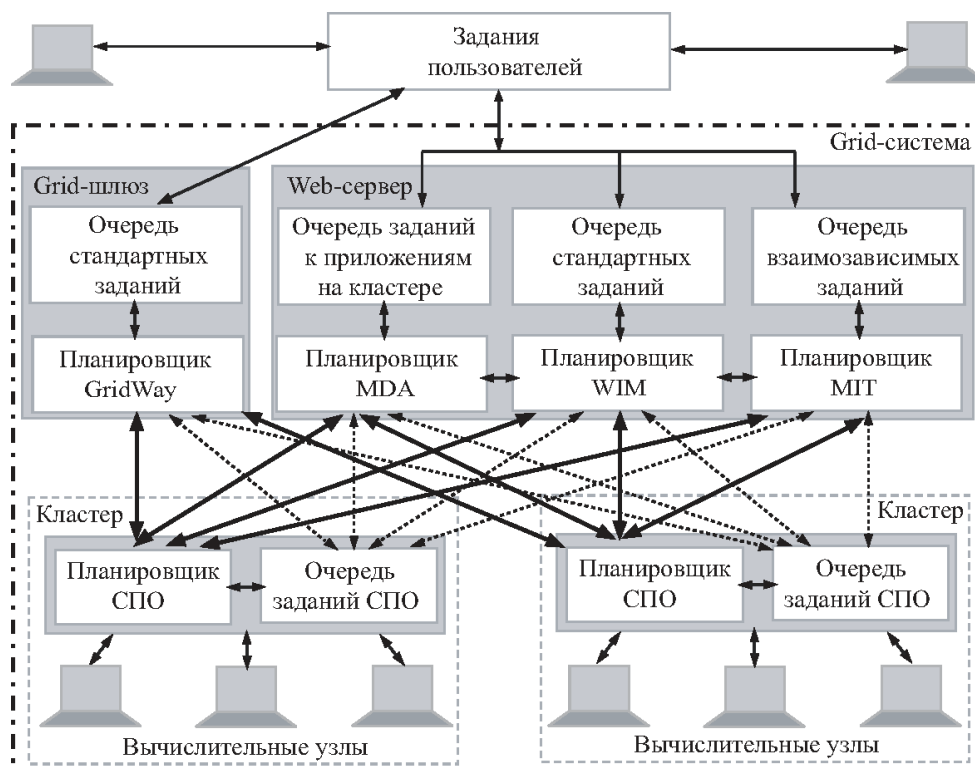 Задания
пользователей
Grid-система
Grid-шлюз
Web-сервер
Очередь
стандартных
заданий
Очередь заданий
к приложениям
на кластере
Очередь
стандартных
заданий
Очередь
взаимозависимых
заданий
Планировщик
GridWay
Планировщик
MDA
Планировщик
WIM
Планировщик
MIT
Кластер
Кластер
Планировщик
СПО
Очередь
заданий СПО
Планировщик
СПО
Очередь
заданий СПО
Вычислительные узлы
Вычислительные узлы